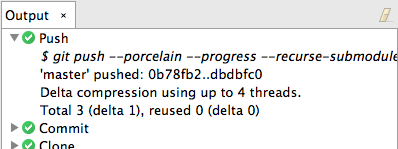 Output ×
Push
$ git push --porcelain --progress --recurse-submodule
'master' pushed: 0b78fb2..dbdbfc0
Delta compression using up to 4 threads.
Total 3 (delta 1), reused 0 (delta 0)
Commit
Clone